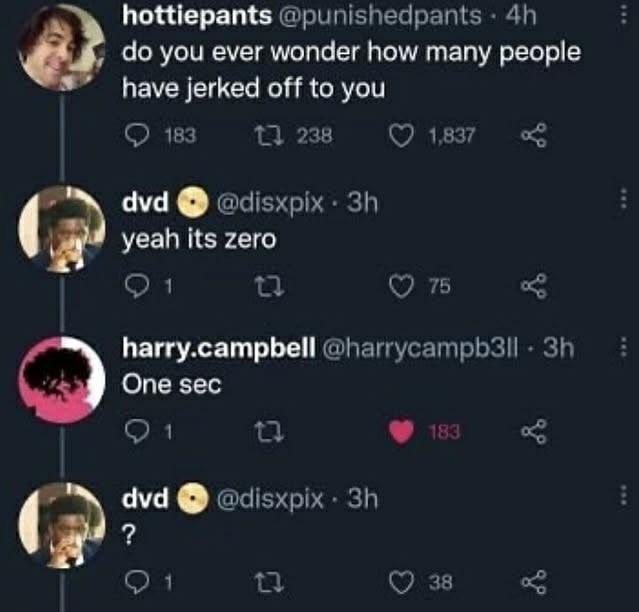 hottiepants @punishedpants · 4h
do you ever wonder how many people
have jerked off to you
183 238 1,837
dvd @disxpix · 3h
yeah its zero
1 75
harry.campbell @harrycampb3ll · 3h
One sec
1 183
dvd @disxpix · 3h
?
1 38